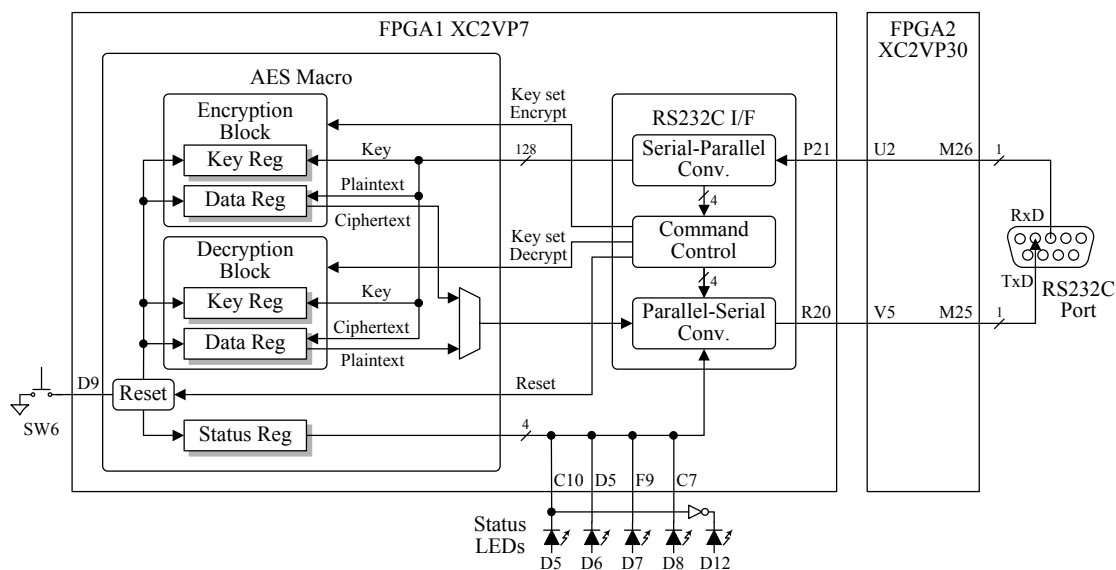 FPGA1 XC2VP7
FPGA2
XC2VP30
AES Macro
Encryption
Block
Key Reg
Data Reg
Key set
Encrypt
Key
128
Plaintext
Ciphertext
RS232C I/F
Serial-Parallel
Conv.
P21
U2
M26
1
4
Command
Control
RxD
Decryption
Block
Key Reg
Data Reg
Key set
Decrypt
Key
Ciphertext
Plaintext
4
Parallel-Serial
Conv.
R20
V5
M25
1
TxD
RS232C
Port
D9
Reset
Reset
SW6
Status Reg
4
C10
D5
F9
C7
Status
LEDs
D5
D6
D7
D8
D12